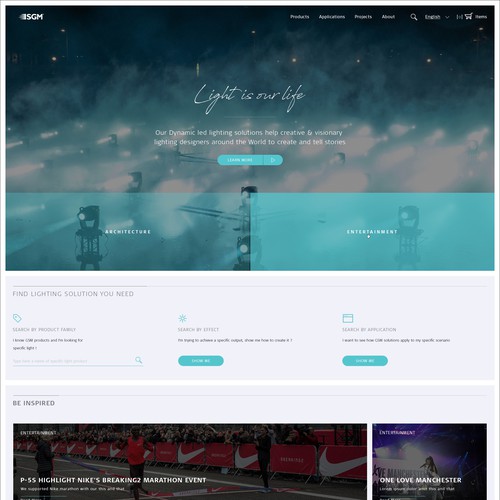 SGM
Products Applications Projects About English Items
Light is our life
Our Dynamic led lighting solutions help creative & visionary
lighting designers around the World to create and tell stories
LEARN MORE
ARCHITECTURE ENTERTAINMENT
FIND LIGHTING SOLUTION YOU NEED
SEARCH BY PRODUCT FAMILY
I know GSM products and I'm looking for
specific light !
SEARCH BY EFFECT
I'm trying to achieve a specific output, show me how to create it ?
SHOW ME
SEARCH BY APPLICATION
I want to see how GSM solutions apply to my specific scenario
SHOW ME
BE INSPIRED
ENTERTAINMENT
P-5S HIGHLIGHT NIKE'S BREAKING2 MARATHON EVENT
We supported Nike marathon with our this and that
ENTERTAINMENT
ONE LOVE MANCHESTER
Lorem ipsum dolor with this and that